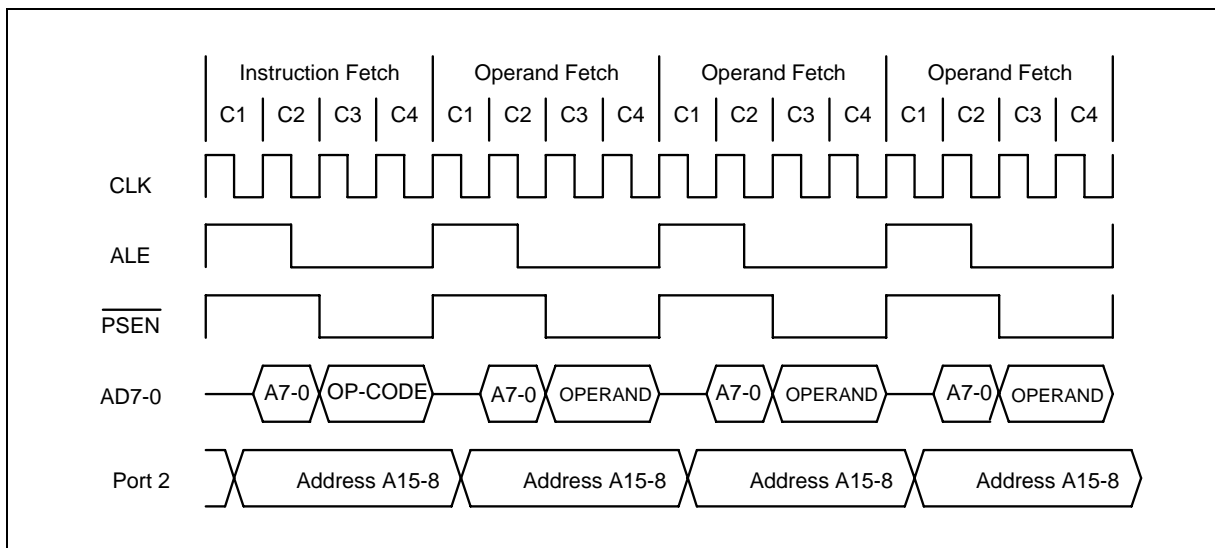 Instruction Fetch Operand Fetch Operand Fetch Operand Fetch
C1 C2 C3 C4 C1 C2 C3 C4 C1 C2 C3 C4 C1 C2 C3 C4
CLK
ALE
PSEN
AD7-0 A7-0 OP-CODE A7-0 OPERAND A7-0 OPERAND A7-0 OPERAND
Port 2 Address A15-8 Address A15-8 Address A15-8 Address A15-8